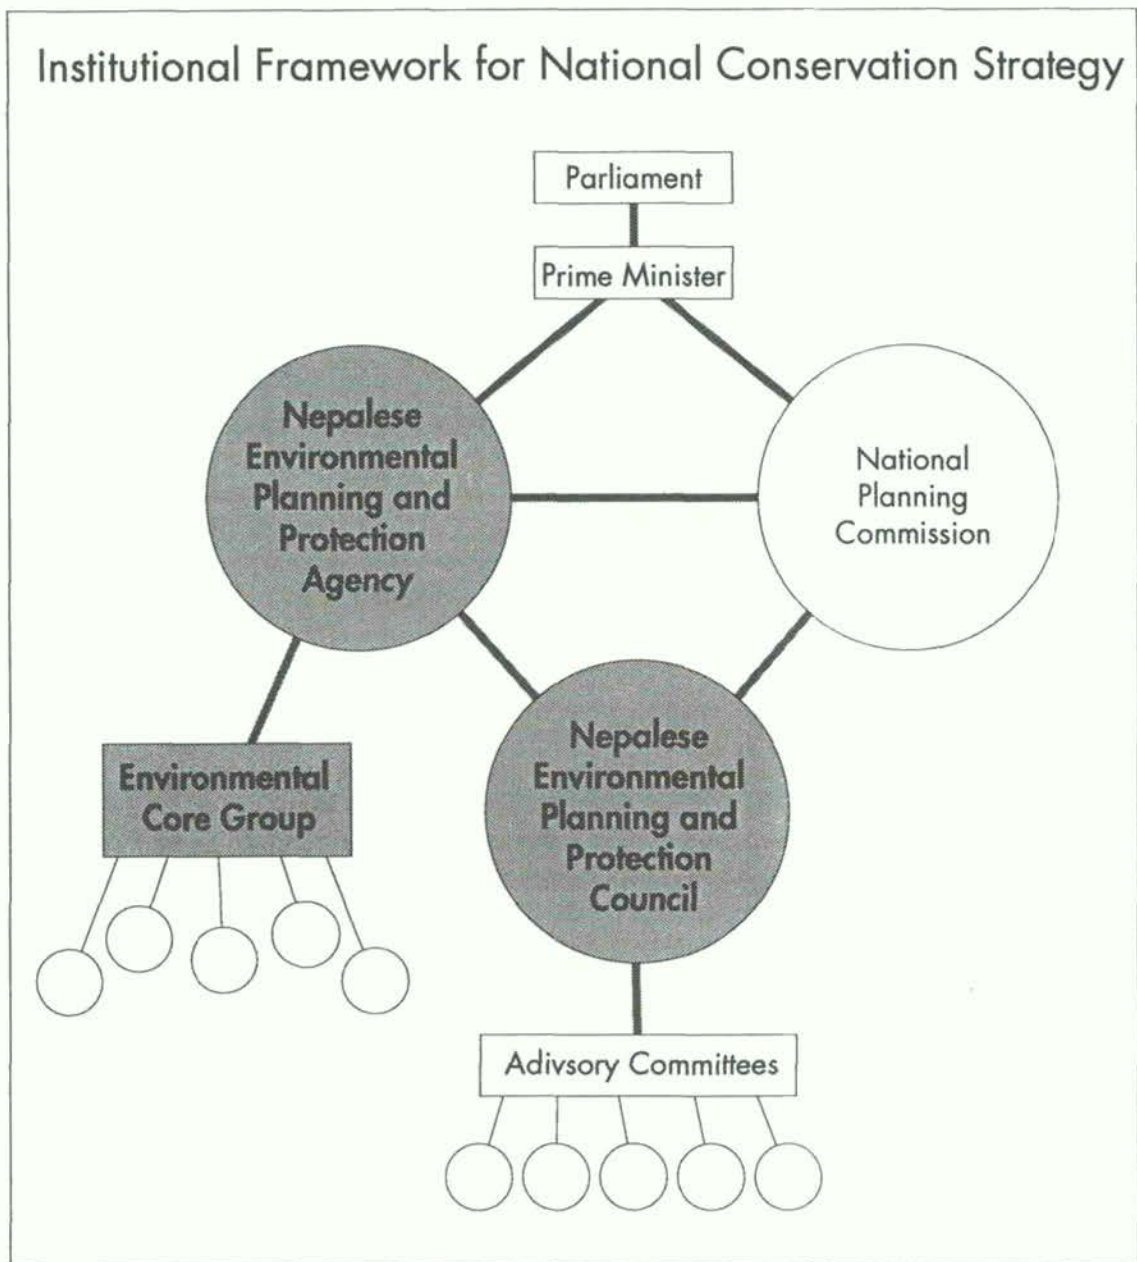 Institutional Framework for National Conservation Strategy
Parliament
Prime Minister
Nepalese
Environmental
Planning and
Protection
Agency
National
Planning
Commission
Environmental
Core Group
Nepalese
Environmental
Planning and
Protection
Council
Adivsory Committees